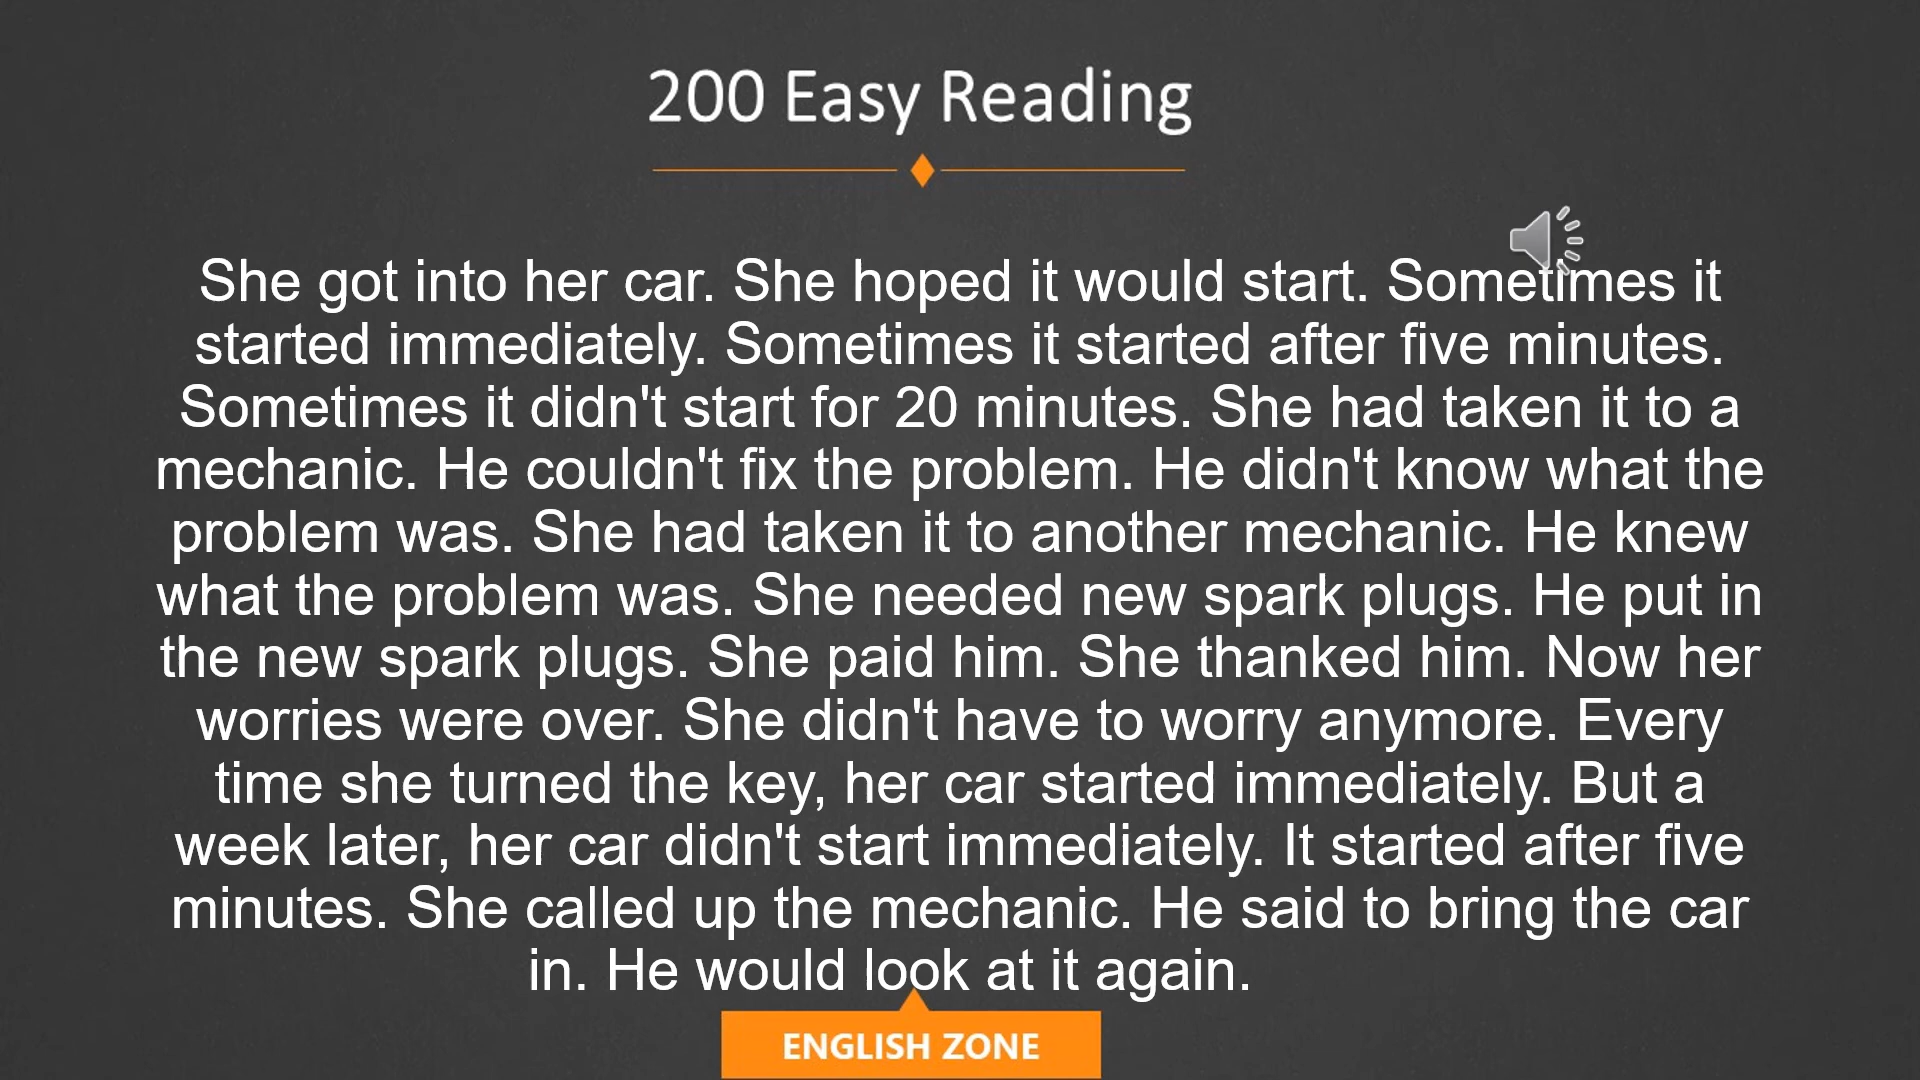 200 Easy Reading
She got into her car. She hoped it would start. Sometimes it
started immediately. Sometimes it started after five minutes.
Sometimes it didn't start for 20 minutes. She had taken it to a
mechanic. He couldn't fix the problem. He didn't know what the
problem was. She had taken it to another mechanic. He knew
what the problem was. She needed new spark plugs. He put in
the new spark plugs. She paid him. She thanked him. Now her
worries were over. She didn't have to worry anymore. Every
time she turned the key, her car started immediately. But a
week later, her car didn't start immediately. It started after five
minutes. She called up the mechanic. He said to bring the car
in. He would look at it again.
ENGLISH ZONE